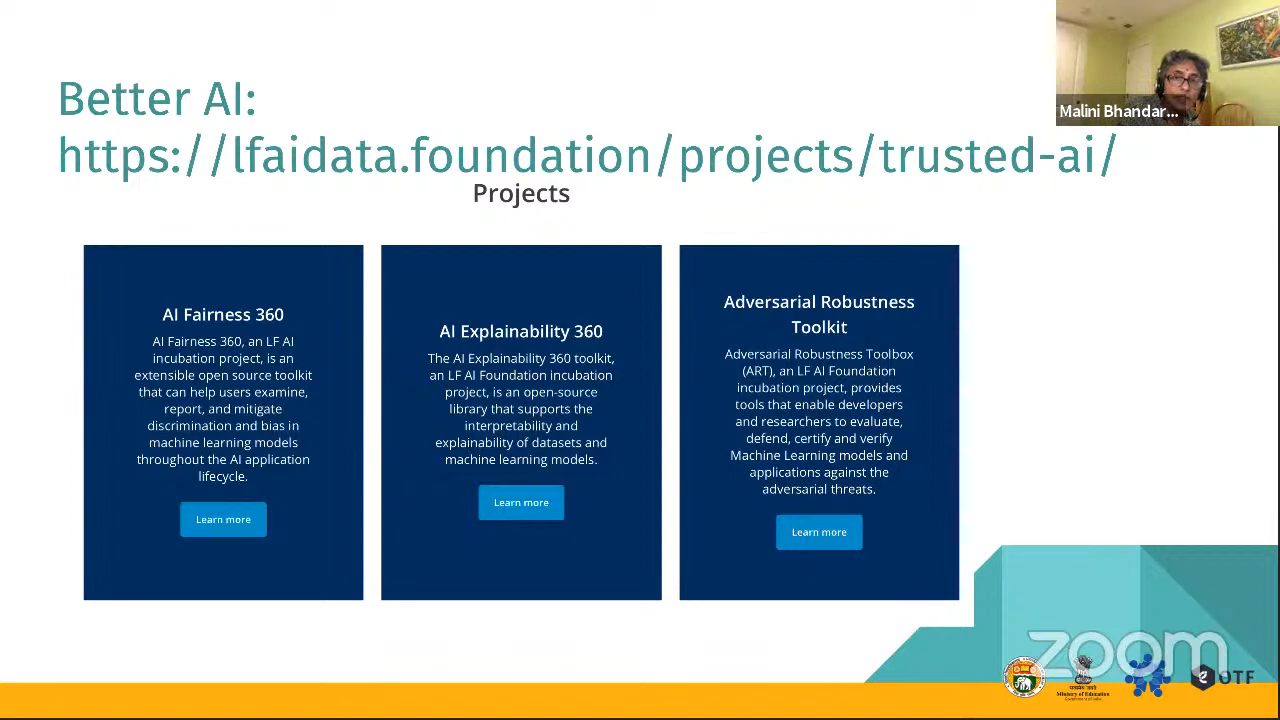 Better AI:
https://lfaidata.foundation/projects/trusted-ai/
Malini Bhandar...
Projects
AI Fairness 360
AI Fairness 360, an LF AI
incubation project, is an
extensible open source toolkit
that can help users examine,
report, and mitigate
discrimination and bias in
machine learning models
throughout the AI application
lifecycle.
Learn more
AI Explainability 360
The AI Explainability 360 toolkit,
an LF AI Foundation incubation
project, is an open-source
library that supports the
interpretability and
explainability of datasets and
machine learning models.
Learn more
Adversarial Robustness
Toolkit
Adversarial Robustness Toolbox
(ART), an LF AI Foundation
incubation project, provides
tools that enable developers
and researchers to evaluate,
defend, certify and verify
Machine Learning models and
applications against the
adversarial threats.
Learn more
zoom
Ministry of Education
OTF